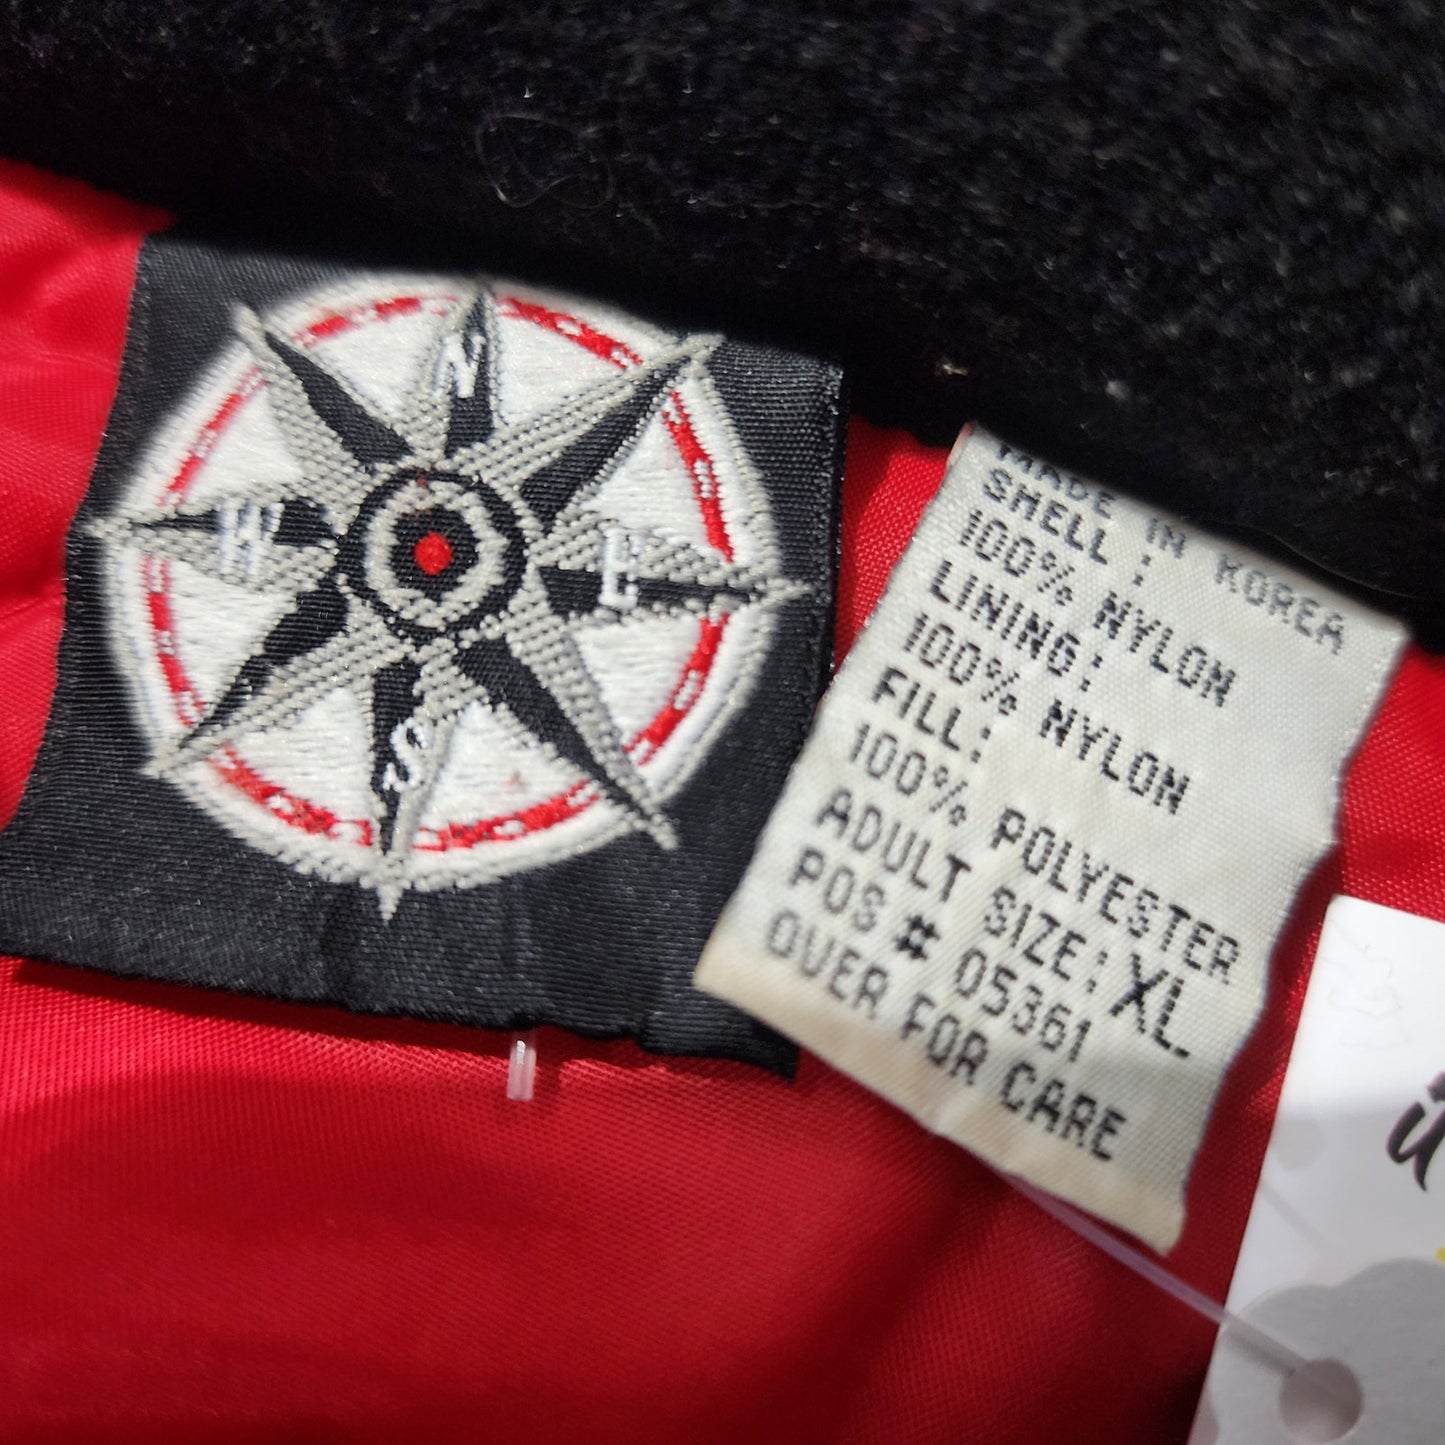 N
W
E
S
MADE IN KOREA
SHELL :
100% NYLON
LINING:
100% NYLON
FILL:
100% POLYESTER
ADULT SIZE: XL
POS # 05361
OVER FOR CARE